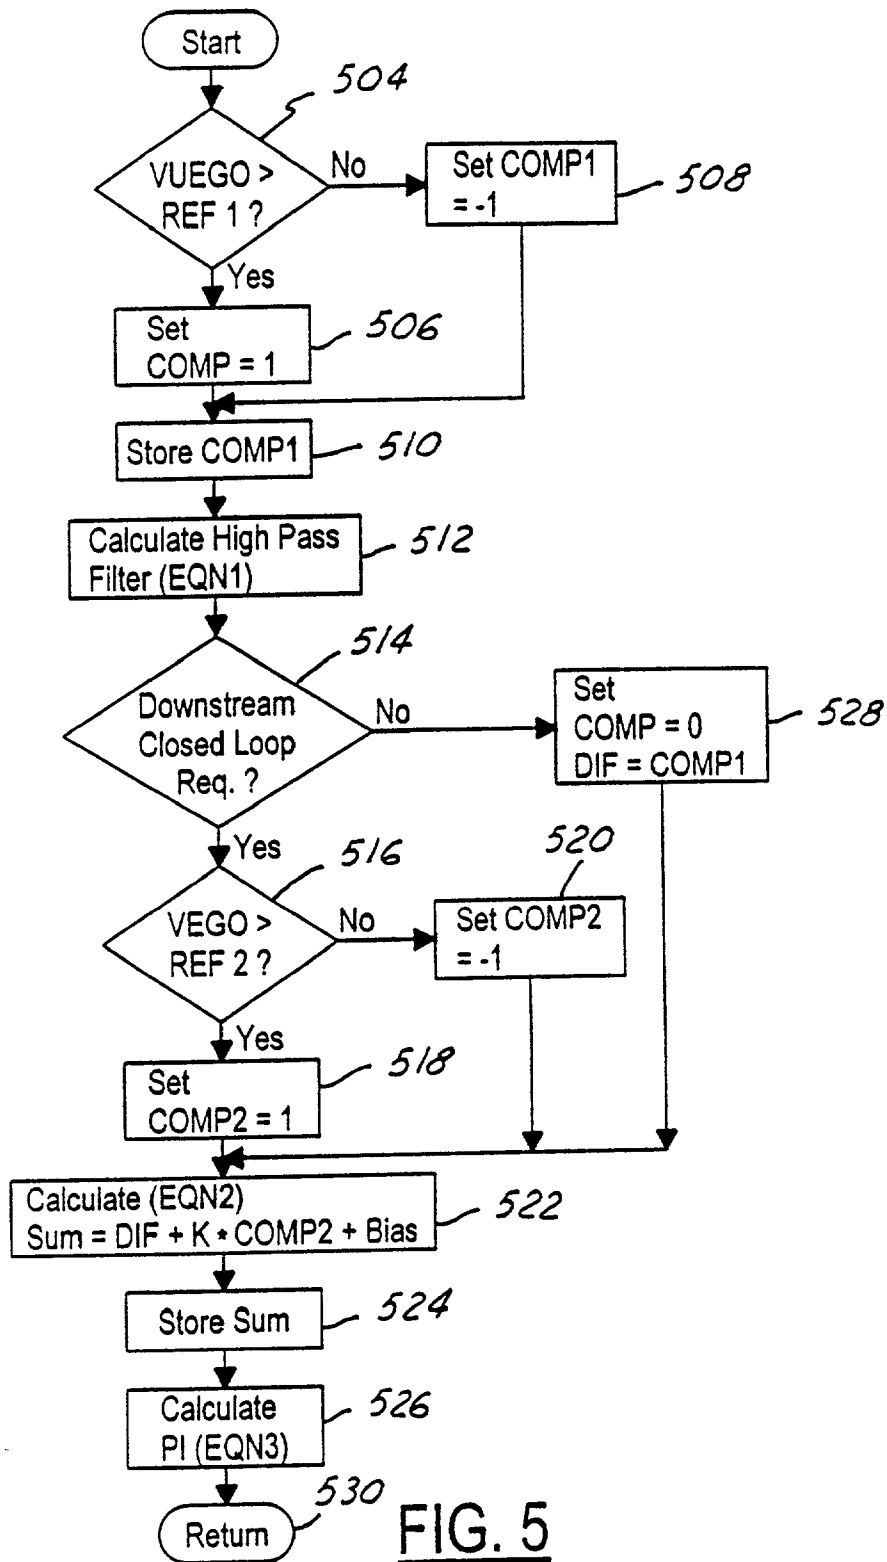 Start
504
VUEGO >
REF 1 ?
No
Set COMP1
= -1
508
Yes
Set
COMP = 1
506
Store COMP1
510
Calculate High Pass
Filter (EQN1)
512
514
Downstream
Closed Loop
Req. ?
No
Set
COMP = 0
DIF = COMP1
528
Yes
516
VEGO >
REF 2 ?
No
520
Set COMP2
= -1
Yes
Set
COMP2 = 1
518
Calculate (EQN2)
Sum = DIF + K * COMP2 + Bias
522
Store Sum
524
Calculate
PI (EQN3)
526
Return
530
FIG. 5